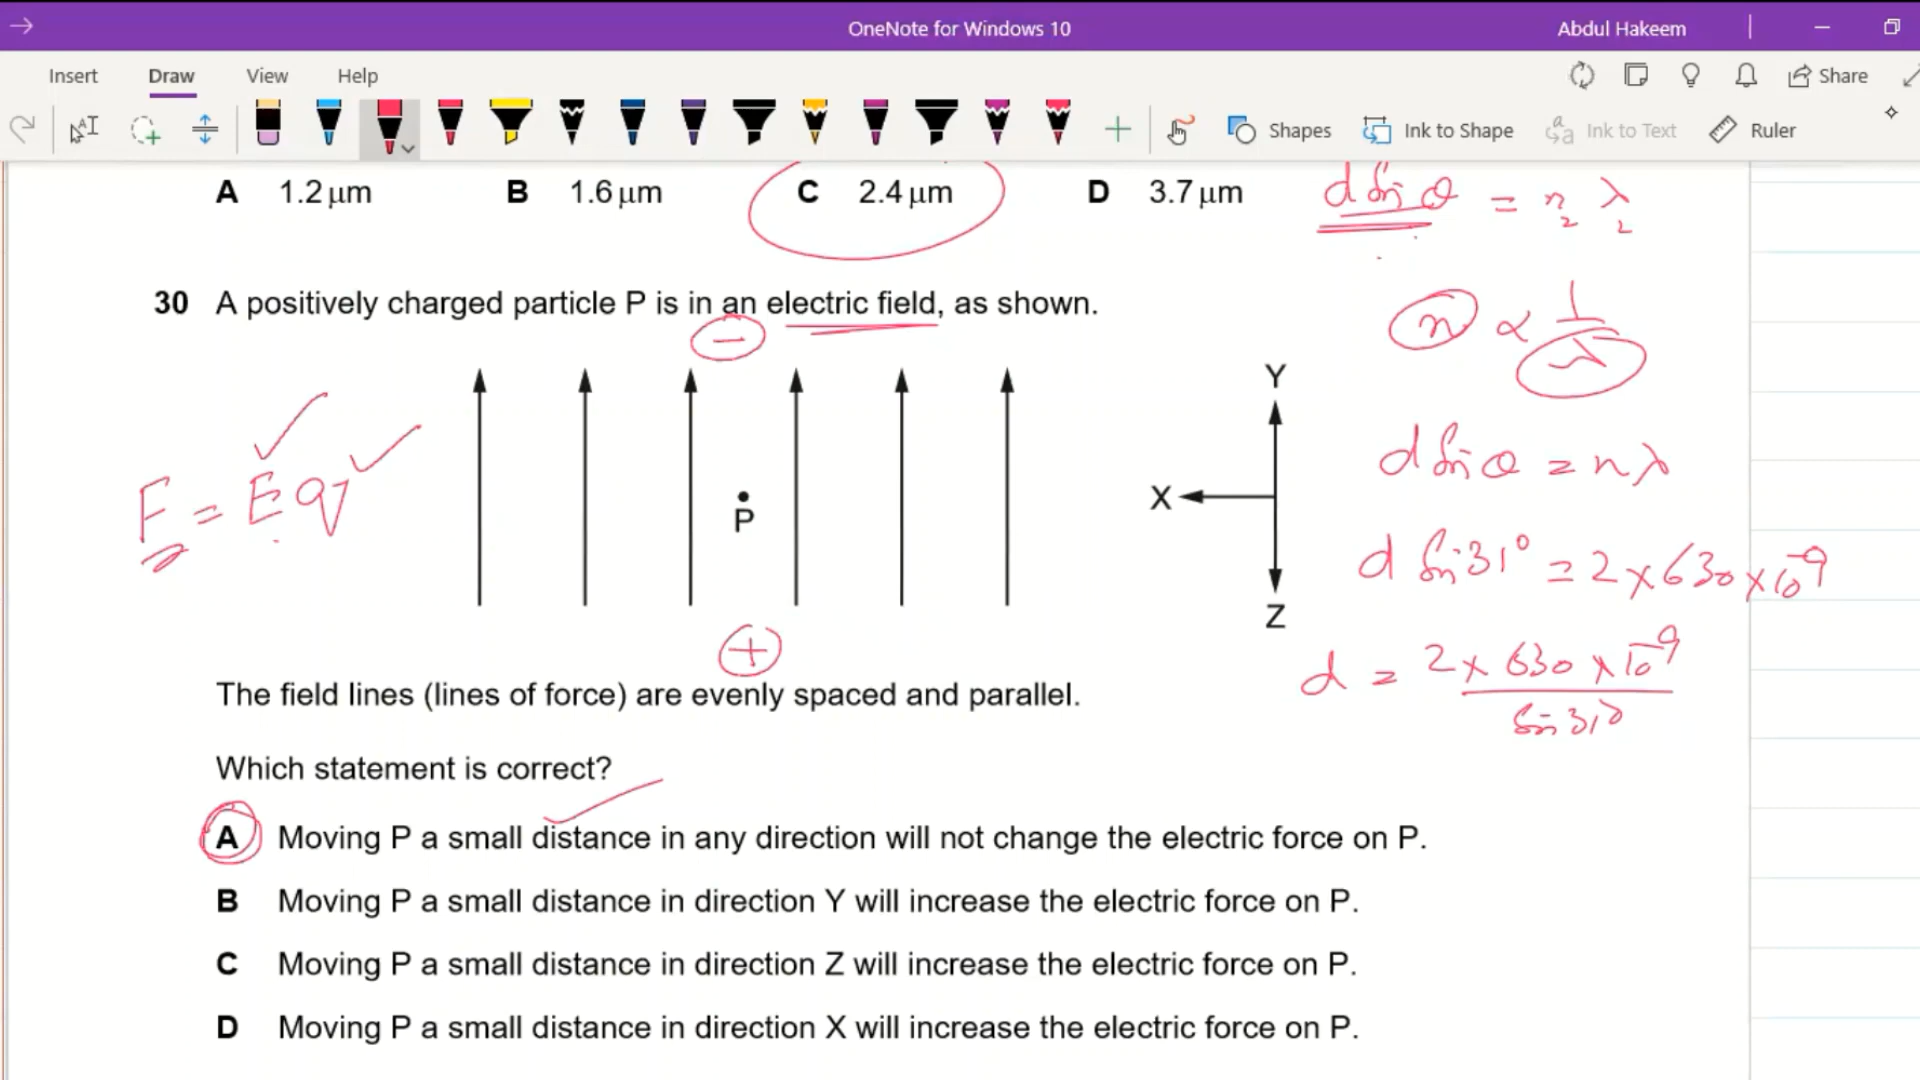 OneNote for Windows 10
Abdul Hakeem
Insert Draw View Help
Share
Shapes Ink to Shape Ink to Text Ruler
A 1.2 μm B 1.6 μm C 2.4 μm D 3.7 μm
d sin θ = n₂ λ₂
30 A positively charged particle P is in an electric field, as shown.
−
n ∝ 1/λ
F = Eq
P
Y
X
Z
d sin θ = nλ
d sin 31° = 2 × 630 × 10⁻⁹
+
d = 2 × 630 × 10⁻⁹
sin 31°
The field lines (lines of force) are evenly spaced and parallel.
Which statement is correct?
A Moving P a small distance in any direction will not change the electric force on P.
B Moving P a small distance in direction Y will increase the electric force on P.
C Moving P a small distance in direction Z will increase the electric force on P.
D Moving P a small distance in direction X will increase the electric force on P.